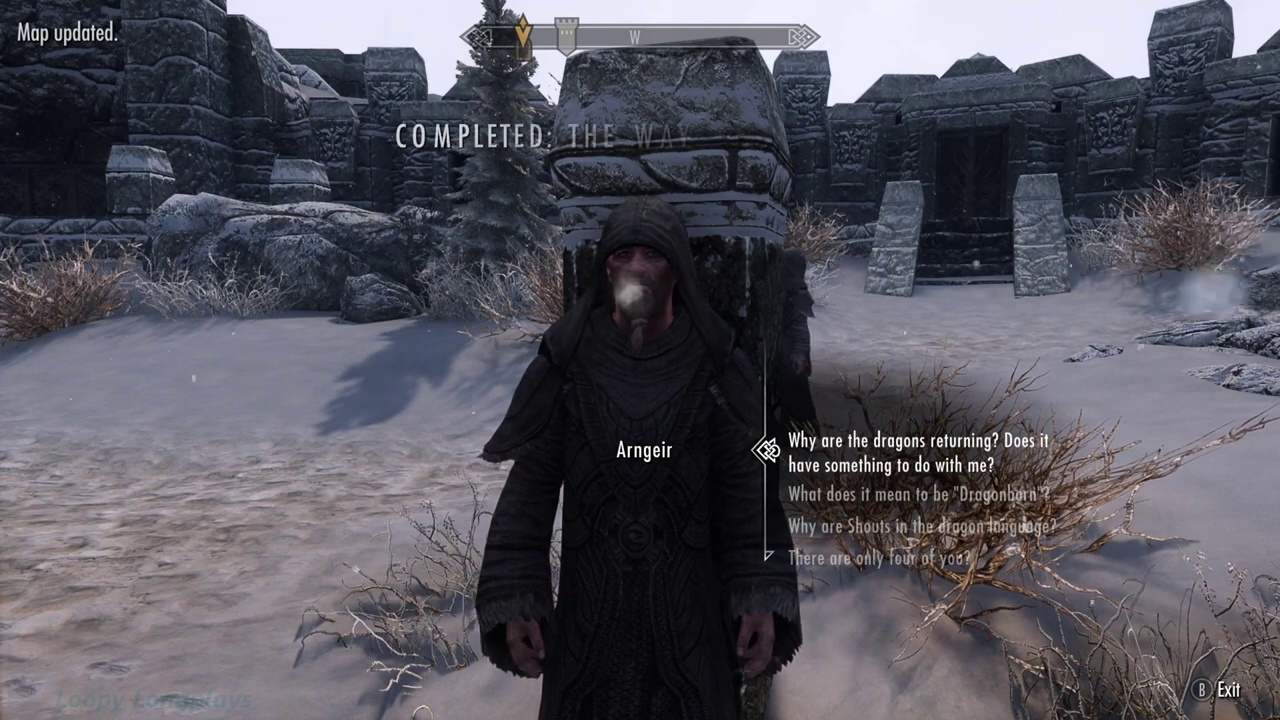 Map updated.
W
COMPLETED: THE WAY
Arngeir
Why are the dragons returning? Does it
have something to do with me?
What does it mean to be "Dragonborn"?
Why are Shouts in the dragon language?
There are only four of you?
B Exit
Loopy Longplays